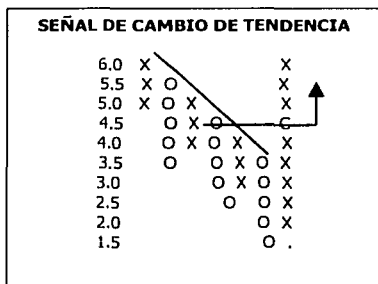 SEÑAL DE CAMBIO DE TENDENCIA
6.0 X X
5.5 X O X
5.0 X O X X
4.5 O X O C
4.0 O X O X X
3.5 O O X O X
3.0 O X O X
2.5 O O X
2.0 O X
1.5 O .